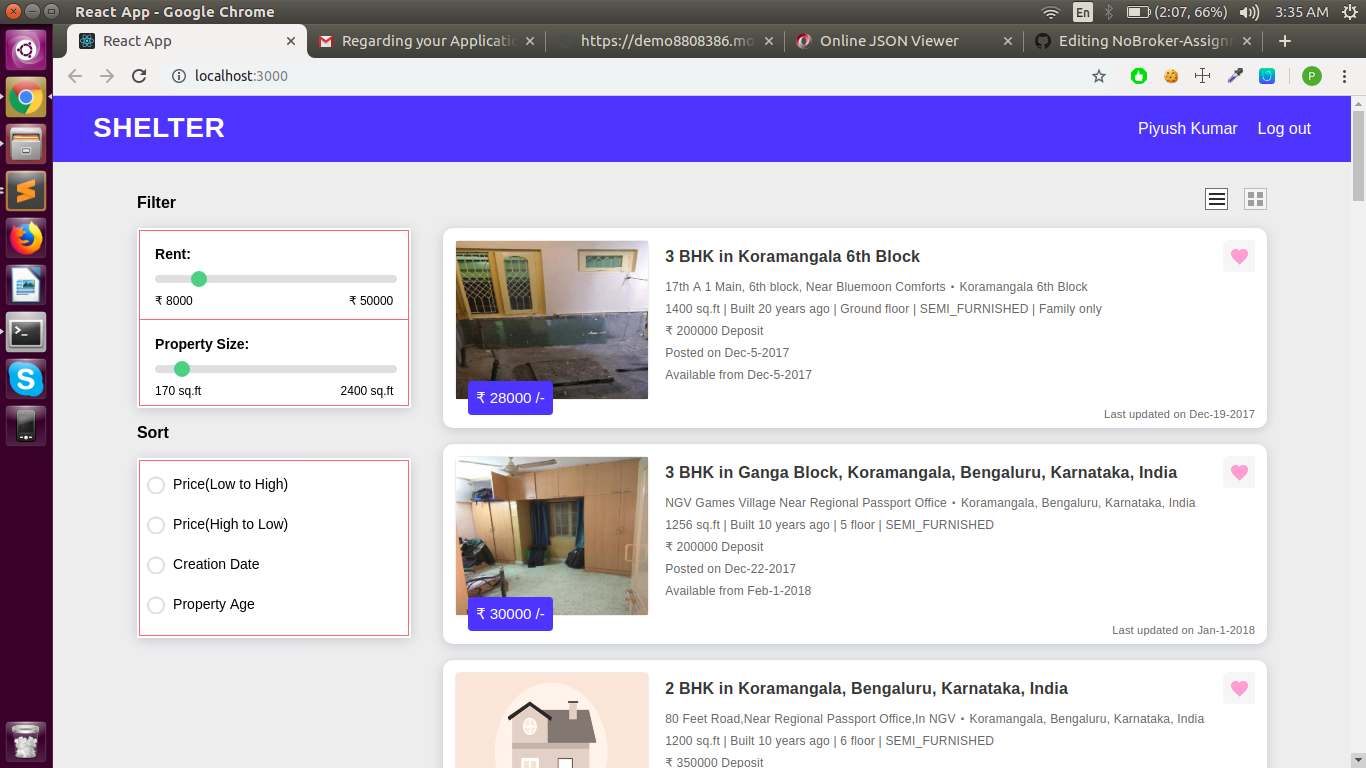 React App - Google Chrome
En
(2:07, 66%)
3:35 AM
React App
Regarding your Applicatio
https://demo8808386.mo
Online JSON Viewer
Editing NoBroker-Assign
localhost:3000
P
SHELTER
Piyush Kumar
Log out
Filter
Rent:
₹ 8000
₹ 50000
Property Size:
170 sq.ft
2400 sq.ft
Sort
Price(Low to High)
Price(High to Low)
Creation Date
Property Age
3 BHK in Koramangala 6th Block
17th A 1 Main, 6th block, Near Bluemoon Comforts • Koramangala 6th Block
1400 sq.ft | Built 20 years ago | Ground floor | SEMI_FURNISHED | Family only
₹ 200000 Deposit
Posted on Dec-5-2017
Available from Dec-5-2017
₹ 28000 /-
Last updated on Dec-19-2017
3 BHK in Ganga Block, Koramangala, Bengaluru, Karnataka, India
NGV Games Village Near Regional Passport Office • Koramangala, Bengaluru, Karnataka, India
1256 sq.ft | Built 10 years ago | 5 floor | SEMI_FURNISHED
₹ 200000 Deposit
Posted on Dec-22-2017
Available from Feb-1-2018
₹ 30000 /-
Last updated on Jan-1-2018
2 BHK in Koramangala, Bengaluru, Karnataka, India
80 Feet Road,Near Regional Passport Office,In NGV • Koramangala, Bengaluru, Karnataka, India
1200 sq.ft | Built 10 years ago | 6 floor | SEMI_FURNISHED
₹ 350000 Deposit